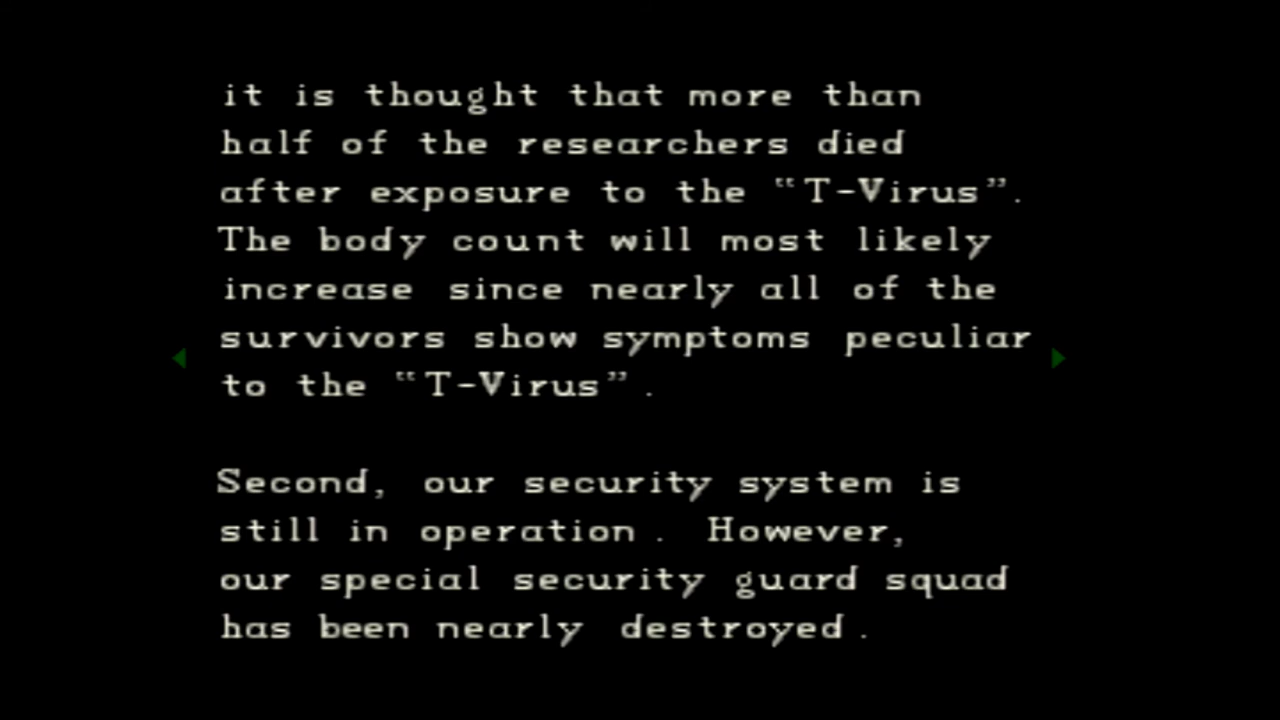 it is thought that more than
half of the researchers died
after exposure to the “T-Virus”.
The body count will most likely
increase since nearly all of the
survivors show symptoms peculiar
to the “T-Virus”.
Second, our security system is
still in operation. However,
our special security guard squad
has been nearly destroyed.